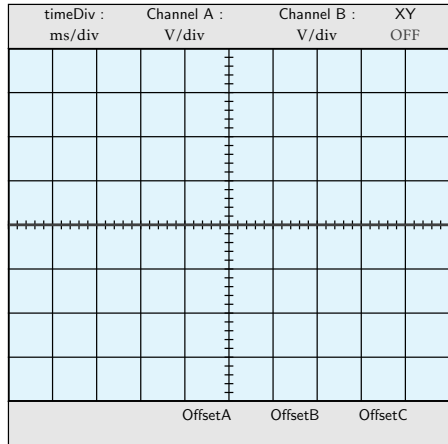 timeDiv : Channel A : Channel B : XY
ms/div V/div V/div OFF
OffsetA OffsetB OffsetC